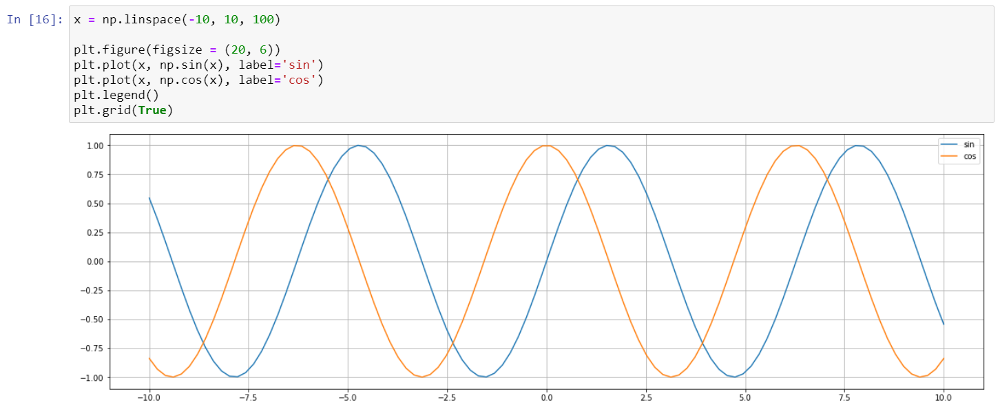 In [16]: x = np.linspace(-10, 10, 100)
plt.figure(figsize = (20, 6))
plt.plot(x, np.sin(x), label='sin')
plt.plot(x, np.cos(x), label='cos')
plt.legend()
plt.grid(True)
sin
cos
1.00
0.75
0.50
0.25
0.00
−0.25
−0.50
−0.75
−1.00
−10.0 −7.5 −5.0 −2.5 0.0 2.5 5.0 7.5 10.0